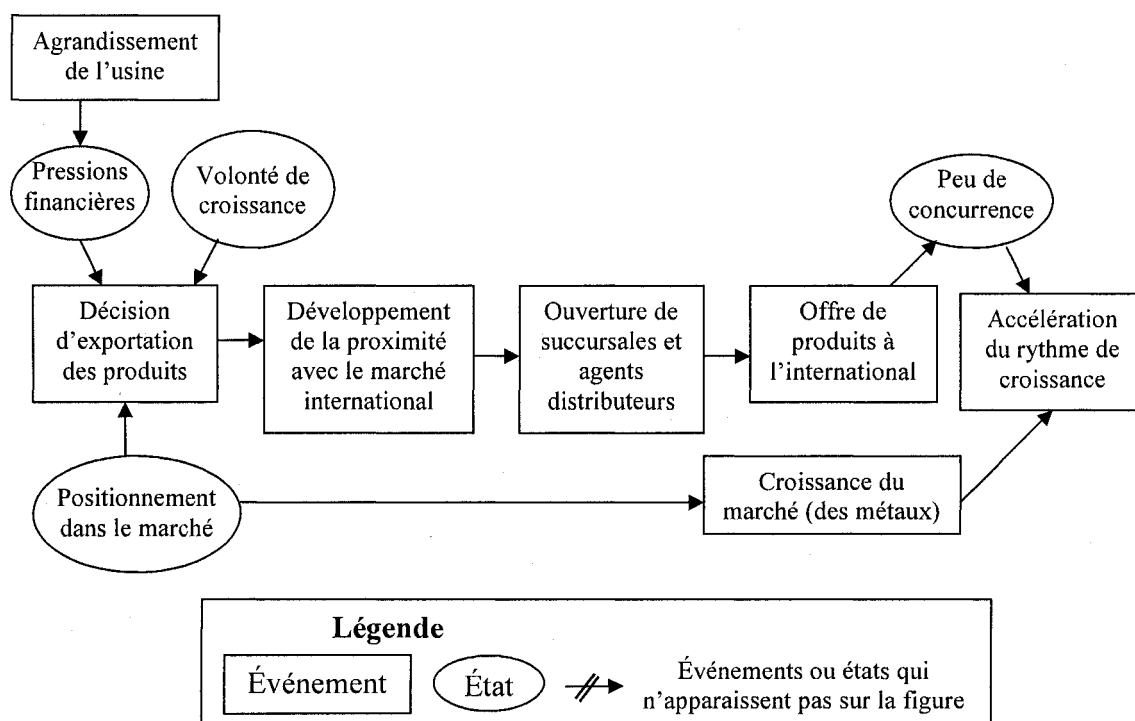 Agrandissement
de l'usine
Pressions
financières
Volonté de
croissance
Peu de
concurrence
Décision
d'exportation
des produits
Développement
de la proximité
avec le marché
international
Ouverture de
succursales et
agents
distributeurs
Offre de
produits à
l'international
Accélération
du rythme de
croissance
Positionnement
dans le marché
Croissance du
marché (des métaux)
Légende
Événement
État
Événements ou états qui
n'apparaissent pas sur la figure